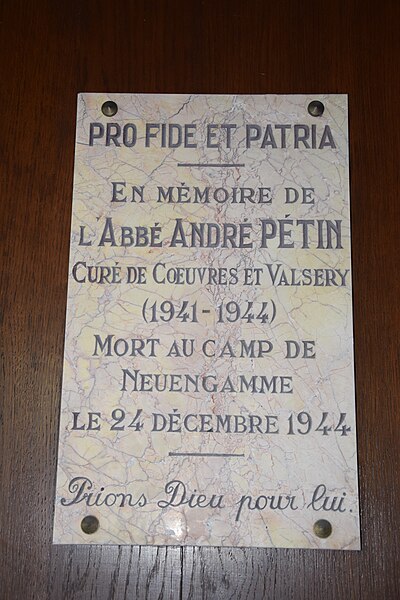 PRO FIDE ET PATRIA
EN MÉMOIRE DE
L'ABBÉ ANDRÉ PÉTIN
CURÉ DE COEUVRES ET VALSERY
(1941-1944)
MORT AU CAMP DE
NEUENGAMME
LE 24 DÉCEMBRE 1944
Prions Dieu pour lui.